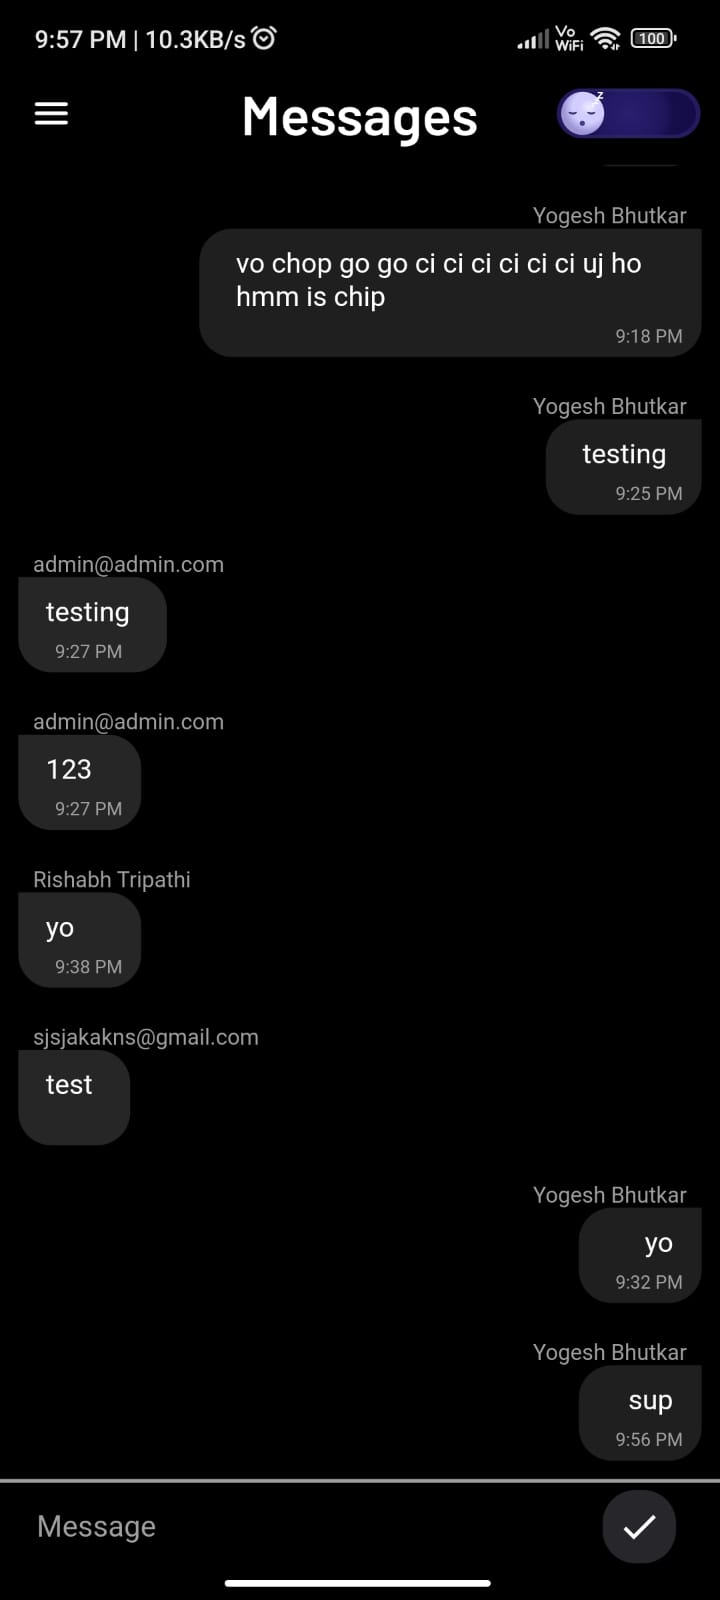 9:57 PM | 10.3KB/s
Vo
WiFi
100
Messages
z
Yogesh Bhutkar
vo chop go go ci ci ci ci ci ci uj ho
hmm is chip
9:18 PM
Yogesh Bhutkar
testing
9:25 PM
admin@admin.com
testing
9:27 PM
admin@admin.com
123
9:27 PM
Rishabh Tripathi
yo
9:38 PM
sjsjakakns@gmail.com
test
Yogesh Bhutkar
yo
9:32 PM
Yogesh Bhutkar
sup
9:56 PM
Message